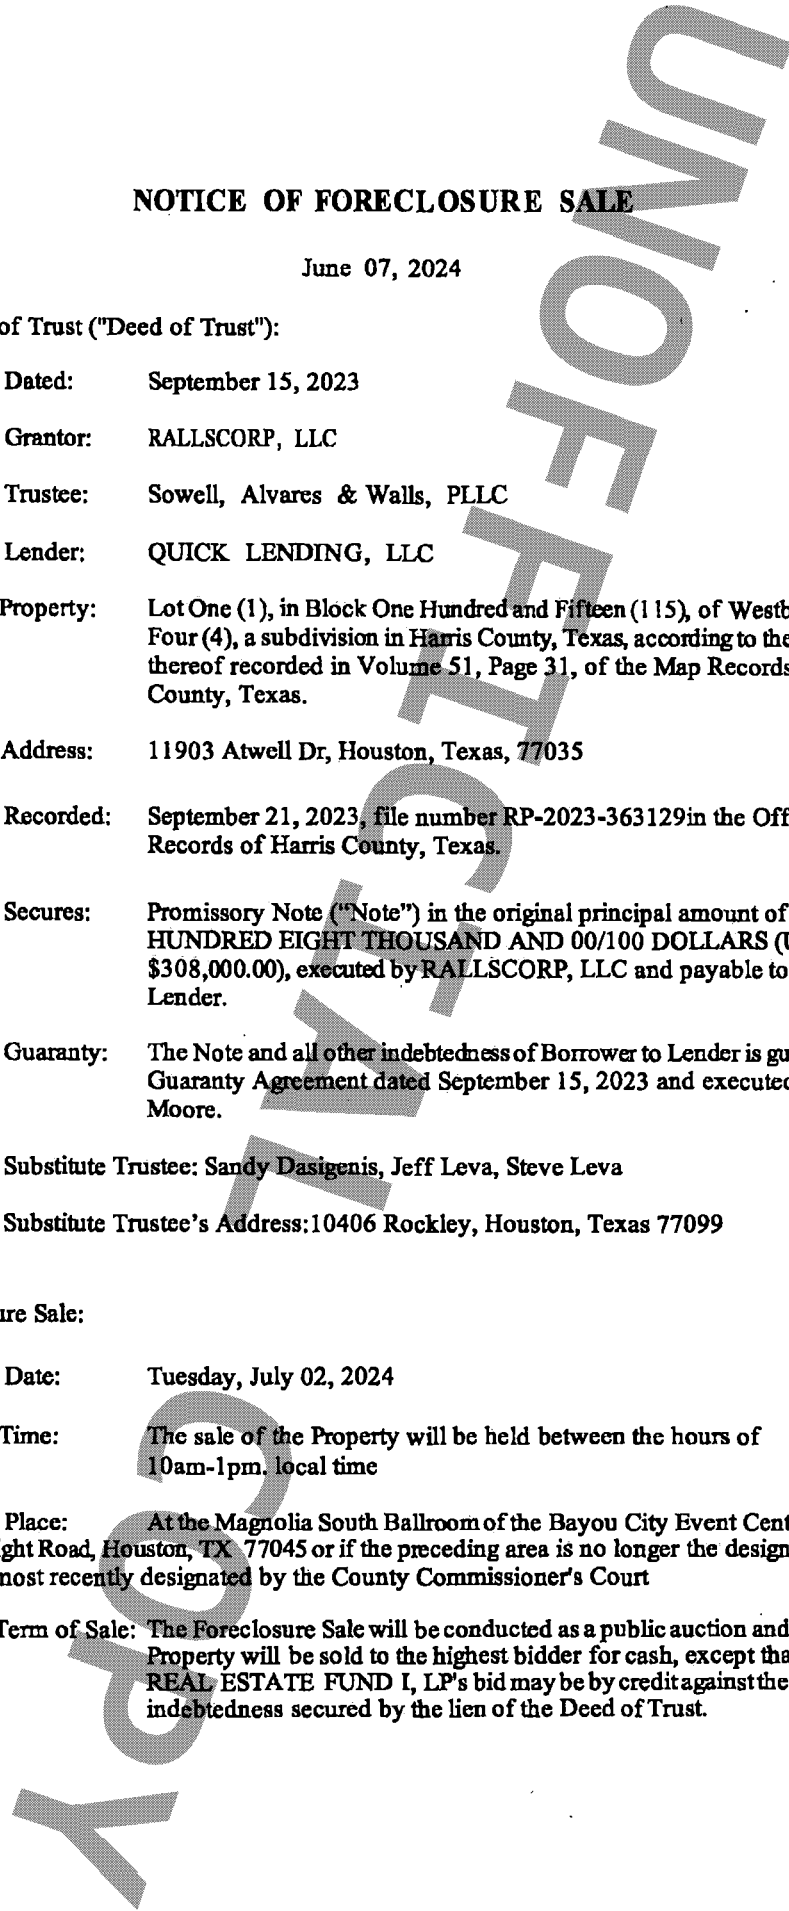 NOTICE OF FORECLOSURE SALE
June 07, 2024
of Trust ("Deed of Trust"):
Dated: September 15, 2023
Grantor: RALLSCORP, LLC
Trustee: Sowell, Alvares & Walls, PLLC
Lender: QUICK LENDING, LLC
Property: Lot One (1), in Block One Hundred and Fifteen (115), of Westb
Four (4), a subdivision in Harris County, Texas, according to the
thereof recorded in Volume 51, Page 31, of the Map Records
County, Texas.
Address: 11903 Atwell Dr, Houston, Texas, 77035
Recorded: September 21, 2023, file number RP-2023-363129in the Off
Records of Harris County, Texas.
Secures: Promissory Note (“Note”) in the original principal amount of
HUNDRED EIGHT THOUSAND AND 00/100 DOLLARS (U
$308,000.00), executed by RALLSCORP, LLC and payable to
Lender.
Guaranty: The Note and all other indebtedness of Borrower to Lender is gu
Guaranty Agreement dated September 15, 2023 and executed
Moore.
Substitute Trustee: Sandy Dasigenis, Jeff Leva, Steve Leva
Substitute Trustee’s Address:10406 Rockley, Houston, Texas 77099
ure Sale:
Date: Tuesday, July 02, 2024
Time: The sale of the Property will be held between the hours of
10am-1pm. local time
Place: At the Magnolia South Ballroom of the Bayou City Event Cent
ght Road, Houston, TX 77045 or if the preceding area is no longer the design
most recently designated by the County Commissioner's Court
Term of Sale: The Foreclosure Sale will be conducted as a public auction and
Property will be sold to the highest bidder for cash, except tha
REAL ESTATE FUND I, LP's bid may be by credit against the
indebtedness secured by the lien of the Deed of Trust.
UNOFFICIAL COPY